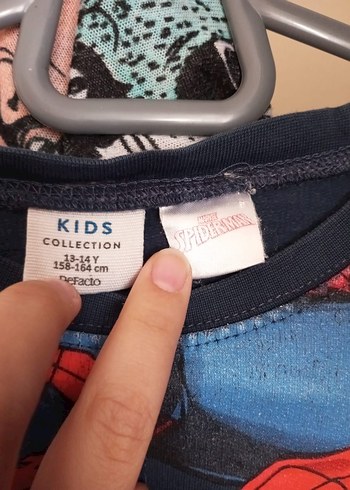 KIDS
COLLECTION
13-14 Y
158-164 cm
DeFacto
MARVEL
SPIDER-MAN